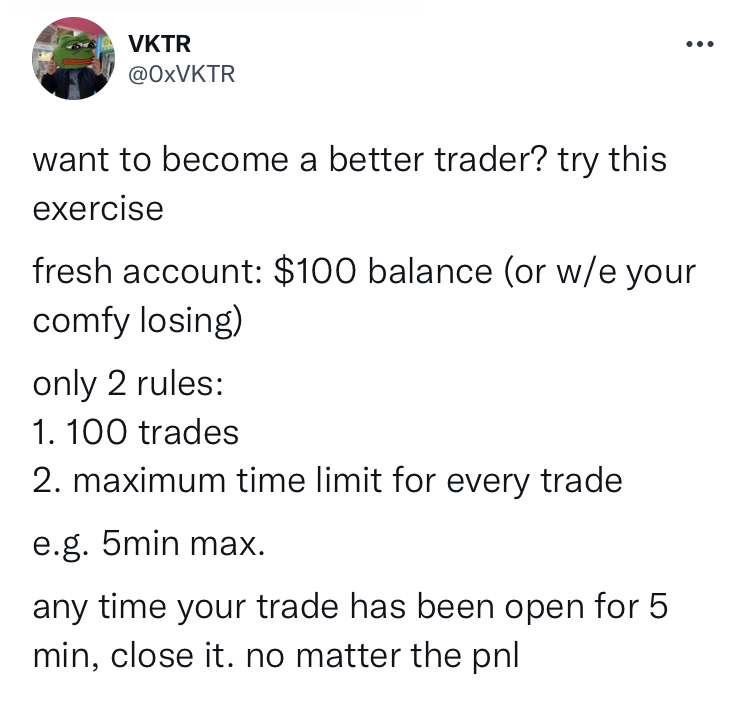 VKTR
@0xVKTR
want to become a better trader? try this
exercise
fresh account: $100 balance (or w/e your
comfy losing)
only 2 rules:
1. 100 trades
2. maximum time limit for every trade
e.g. 5min max.
any time your trade has been open for 5
min, close it. no matter the pnl